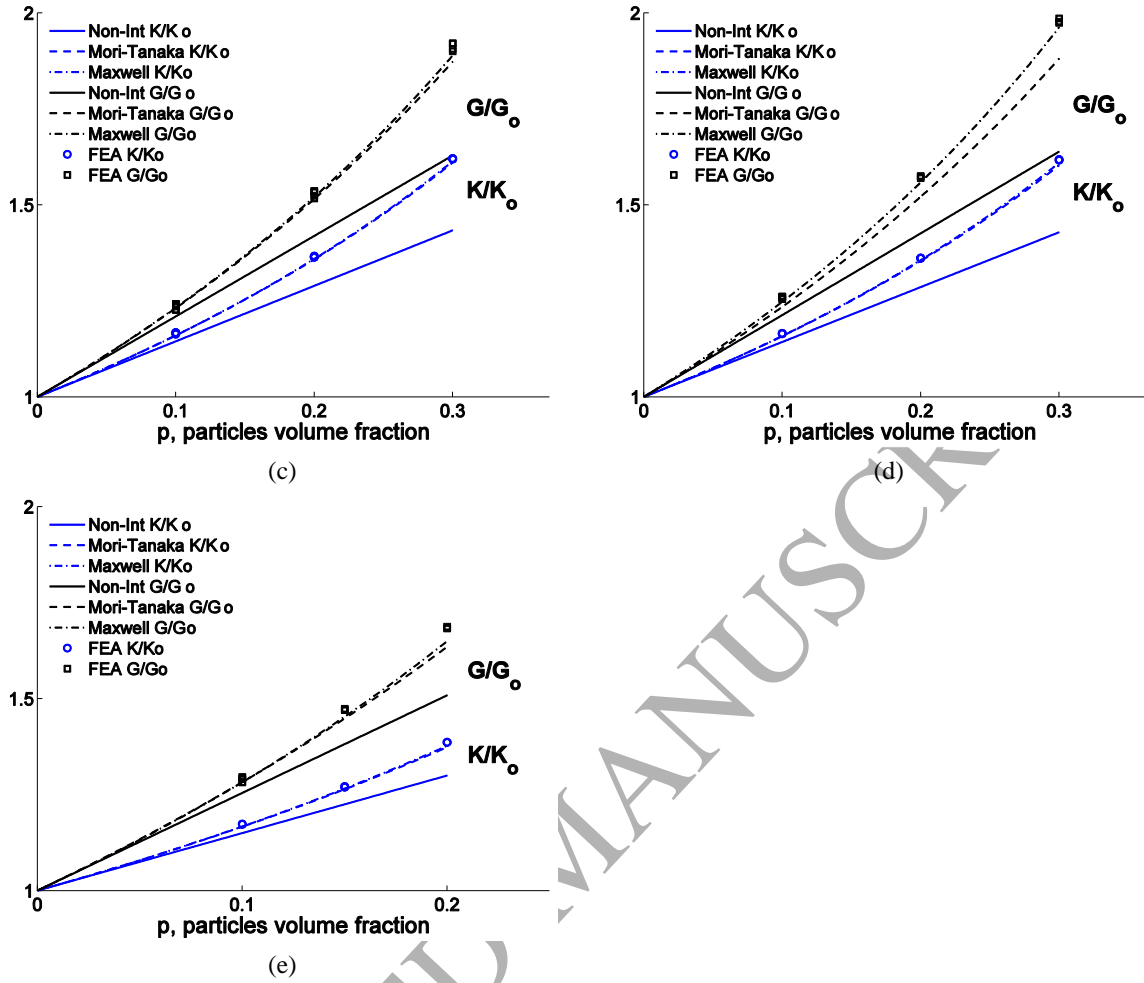 2
Non-Int K/K o
Mori-Tanaka K/K o
Maxwell K/Ko
Non-Int G/G o
Mori-Tanaka G/G o
Maxwell G/Go
FEA K/Ko
FEA G/Go
G/Go
K/Ko
1.5
1
0 0.1 0.2 0.3
p, particles volume fraction
(c)
2
Non-Int K/K o
Mori-Tanaka K/K o
Maxwell K/Ko
Non-Int G/G o
Mori-Tanaka G/G o
Maxwell G/Go
FEA K/Ko
FEA G/Go
G/Go
K/Ko
1.5
1
0 0.1 0.2 0.3
p, particles volume fraction
(d)
2
Non-Int K/K o
Mori-Tanaka K/K o
Maxwell K/Ko
Non-Int G/G o
Mori-Tanaka G/G o
Maxwell G/Go
FEA K/Ko
FEA G/Go
G/Go
K/Ko
1.5
1
0 0.1 0.2
p, particles volume fraction
(e)